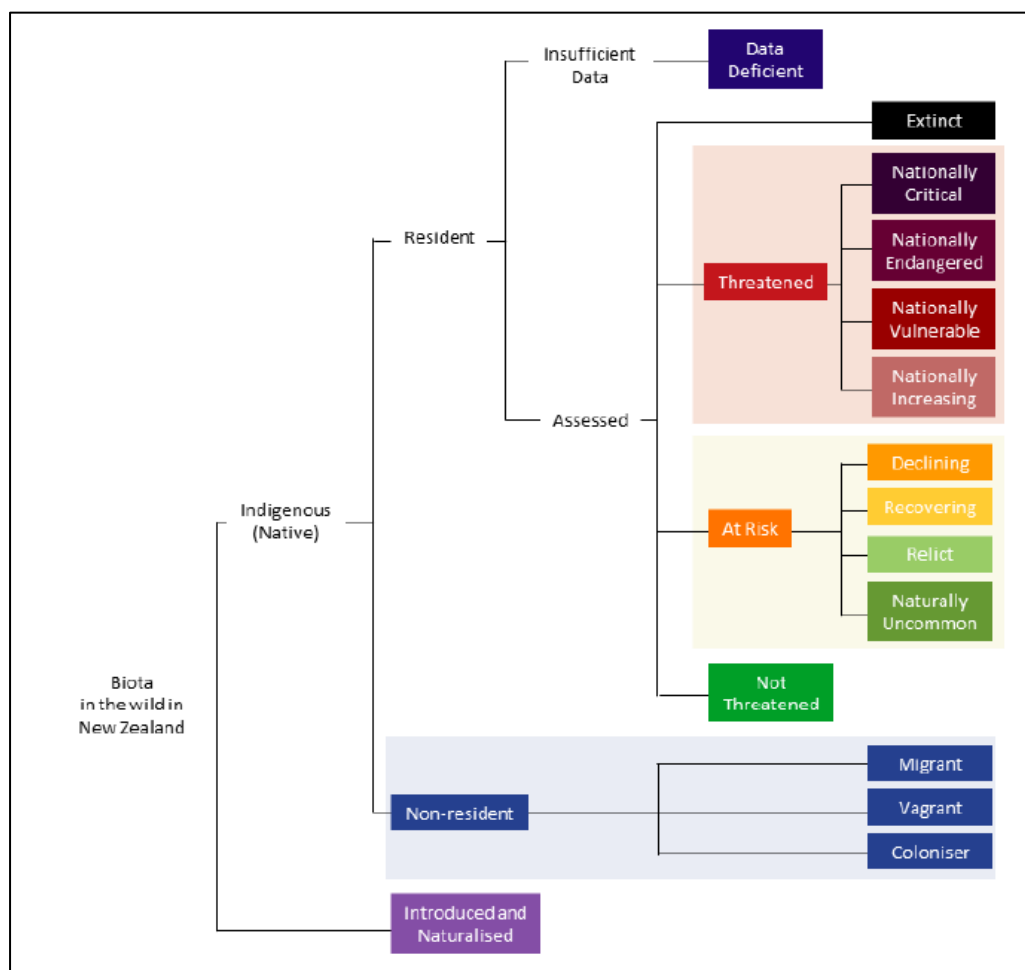 Insufficient
Data
Data
Deficient
Extinct
Nationally
Critical
Nationally
Endangered
Nationally
Vulnerable
Nationally
Increasing
Resident
Threatened
Assessed
Declining
Recovering
Relict
Naturally
Uncommon
At Risk
Indigenous
(Native)
Not
Threatened
Biota
in the wild in
New Zealand
Migrant
Vagrant
Coloniser
Non-resident
Introduced and
Naturalised